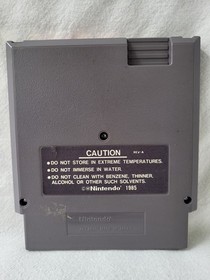 CAUTION REV-A
●DO NOT STORE IN EXTREME TEMPERATURES.
●DO NOT IMMERSE IN WATER.
●DO NOT CLEAN WITH BENZENE, THINNER,
ALCOHOL OR OTHER SUCH SOLVENTS.
©®Nintendo 1985
Nintendo